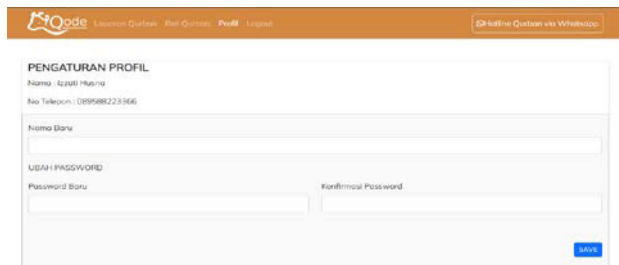 Qode Laporan Qurban Beli Qurban Profil Logout Hotline Qurban via Whatsapp
PENGATURAN PROFIL
Nama : Izzati Husna
No Telepon : 089588223366
Nama Baru
UBAH PASSWORD
Password Baru Konfirmasi Password
SAVE